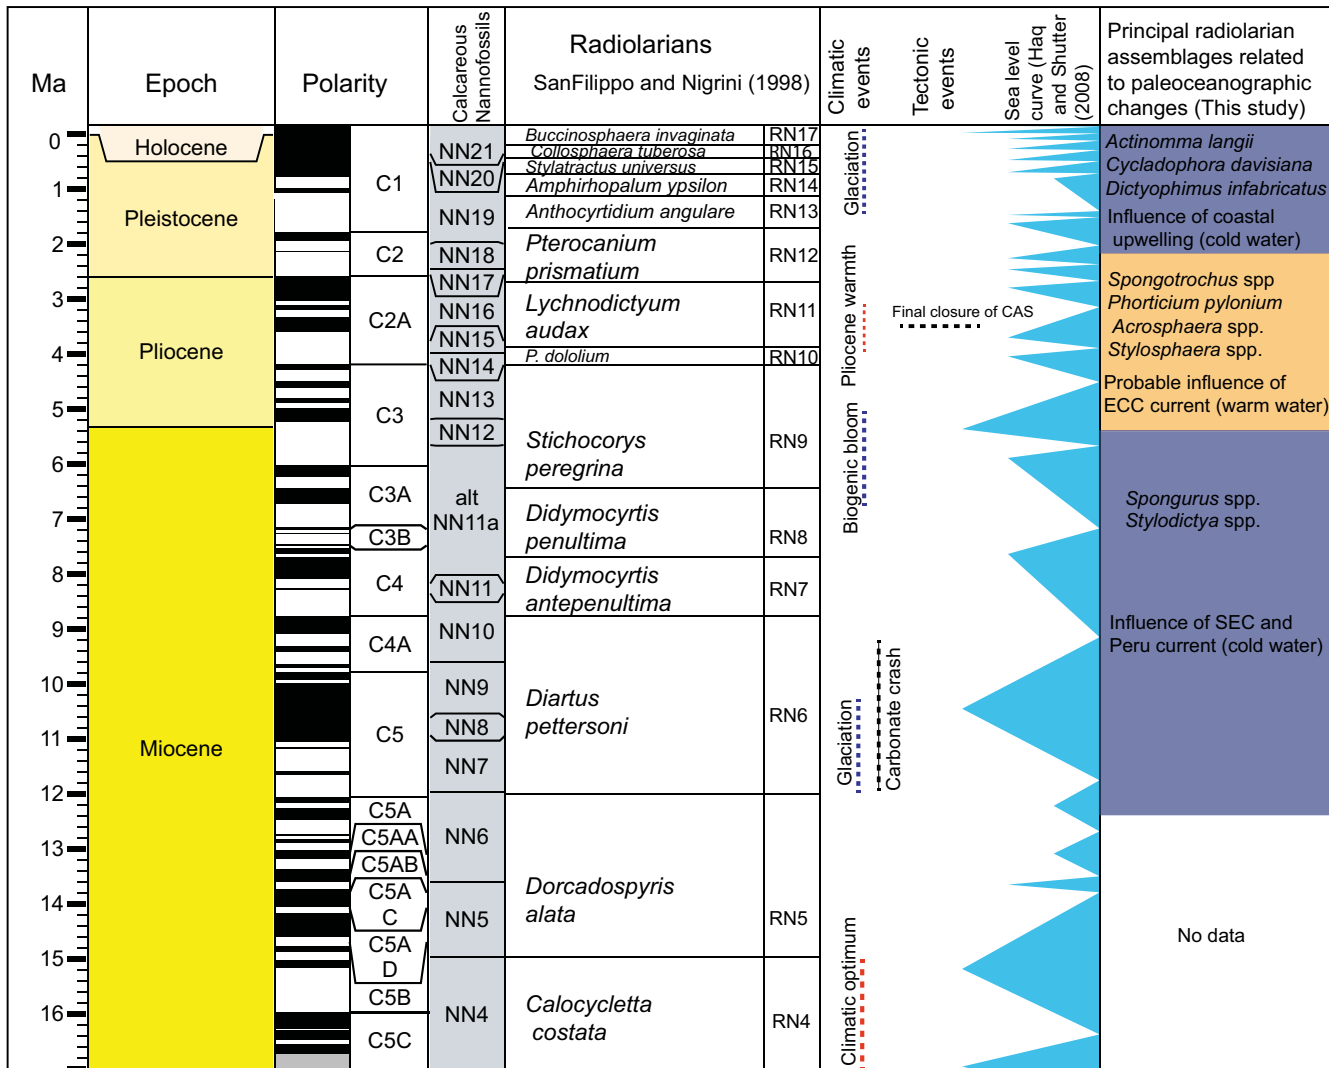 Ma
Epoch
Polarity
Calcareous
Nannofossils
Radiolarians
SanFilippo and Nigrini (1998)
Climatic
events
Tectonic
events
Sea level
curve (Haq
and Shutter
(2008)
Principal radiolarian
assemblages related
to paleoceanographic
changes (This study)
0
1
2
3
4
5
6
7
8
9
10
11
12
13
14
15
16
Holocene
Pleistocene
Pliocene
Miocene
C1
C2
C2A
C3
C3A
C3B
C4
C4A
C5
C5A
C5AA
C5AB
C5A
C
C5A
D
C5B
C5C
NN21
NN20
NN19
NN18
NN17
NN16
NN15
NN14
NN13
NN12
alt
NN11a
NN11
NN10
NN9
NN8
NN7
NN6
NN5
NN4
Buccinosphaera invaginata RN17
Collosphaera tuberosa RN16
Stylatractus universus RN15
Amphirhopalum ypsilon RN14
Anthocyrtidium angulare RN13
Pterocanium
prismatium
RN12
Lychnodictyum
audax
RN11
P. dololium RN10
Stichocorys
peregrina
RN9
Didymocyrtis
penultima
RN8
Didymocyrtis
antepenultima
RN7
Diartus
pettersoni
RN6
Dorcadospyris
alata
RN5
Calocycletta
costata
RN4
Glaciation
Pliocene warmth
Biogenic bloom
Glaciation
Carbonate crash
Climatic optimum
Final closure of CAS
Actinomma langii
Cycladophora davisiana
Dictyophimus infabricatus
Influence of coastal
upwelling (cold water)
Spongotrochus spp
Phorticium pylonium
Acrosphaera spp.
Stylosphaera spp.
Probable influence of
ECC current (warm water)
Spongurus spp.
Stylodictya spp.
Influence of SEC and
Peru current (cold water)
No data